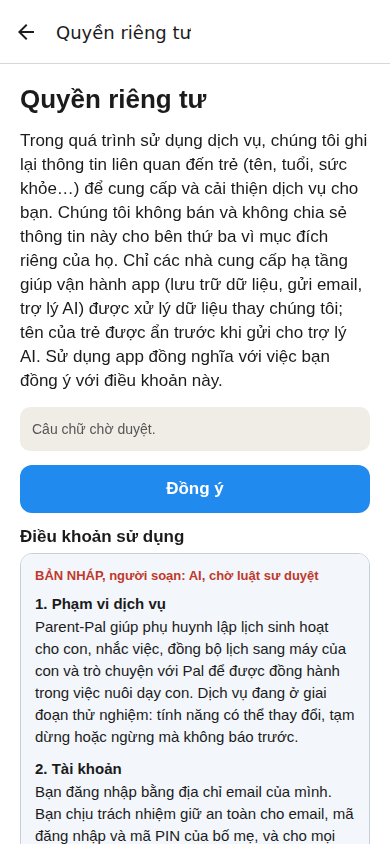 Quyền riêng tư
Quyền riêng tư
Trong quá trình sử dụng dịch vụ, chúng tôi ghi
lại thông tin liên quan đến trẻ (tên, tuổi, sức
khỏe…) để cung cấp và cải thiện dịch vụ cho
bạn. Chúng tôi không bán và không chia sẻ
thông tin này cho bên thứ ba vì mục đích
riêng của họ. Chỉ các nhà cung cấp hạ tầng
giúp vận hành app (lưu trữ dữ liệu, gửi email,
trợ lý AI) được xử lý dữ liệu thay chúng tôi;
tên của trẻ được ẩn trước khi gửi cho trợ lý
AI. Sử dụng app đồng nghĩa với việc bạn
đồng ý với điều khoản này.
Câu chữ chờ duyệt.
Đồng ý
Điều khoản sử dụng
BẢN NHÁP, người soạn: AI, chờ luật sư duyệt
1. Phạm vi dịch vụ
Parent-Pal giúp phụ huynh lập lịch sinh hoạt
cho con, nhắc việc, đồng bộ lịch sang máy của
con và trò chuyện với Pal để được đồng hành
trong việc nuôi dạy con. Dịch vụ đang ở giai
đoạn thử nghiệm: tính năng có thể thay đổi, tạm
dừng hoặc ngừng mà không báo trước.
2. Tài khoản
Bạn đăng nhập bằng địa chỉ email của mình.
Bạn chịu trách nhiệm giữ an toàn cho email, mã
đăng nhập và mã PIN của bố mẹ, và cho mọi